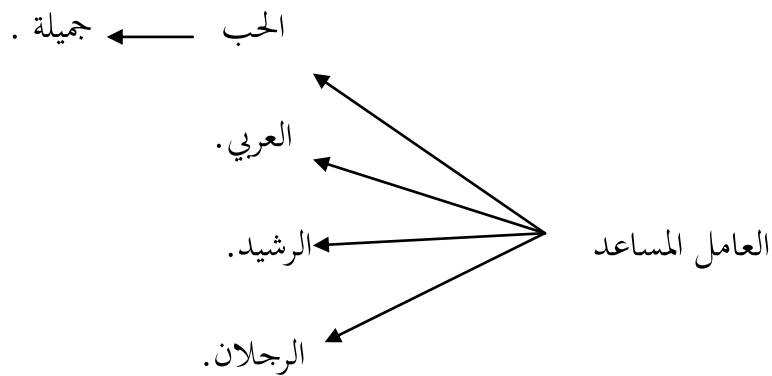 الحب جميلة .
العربي.
العامل المساعد الرشيد.
الرجلان.